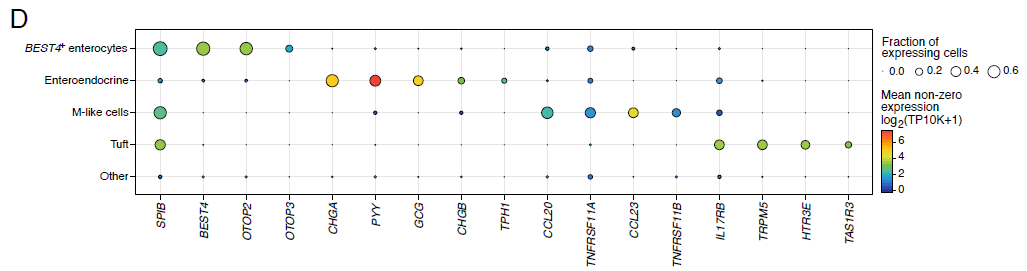 D
BEST4+ enterocytes
Enteroendocrine
M-like cells
Tuft
Other
SPIB
BEST4
OTOP2
OTOP3
CHGA
PYY
GCG
CHGB
TPH1
CCL20
TNFRSF11A
CCL23
TNFRSF11B
IL17RB
TRPM5
HTR3E
TAS1R3
Fraction of
expressing cells
0.0 0.2 0.4 0.6
Mean non-zero
expression
log2(TP10K+1)
6
4
2
0